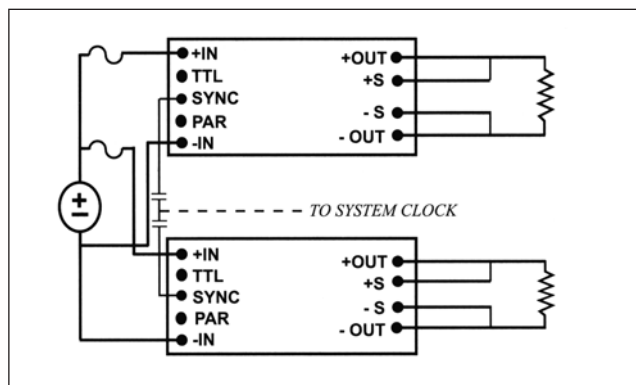 +IN
TTL
SYNC
PAR
-IN
+OUT
+S
- S
- OUT
TO SYSTEM CLOCK
+IN
TTL
SYNC
PAR
-IN
+OUT
+S
- S
- OUT